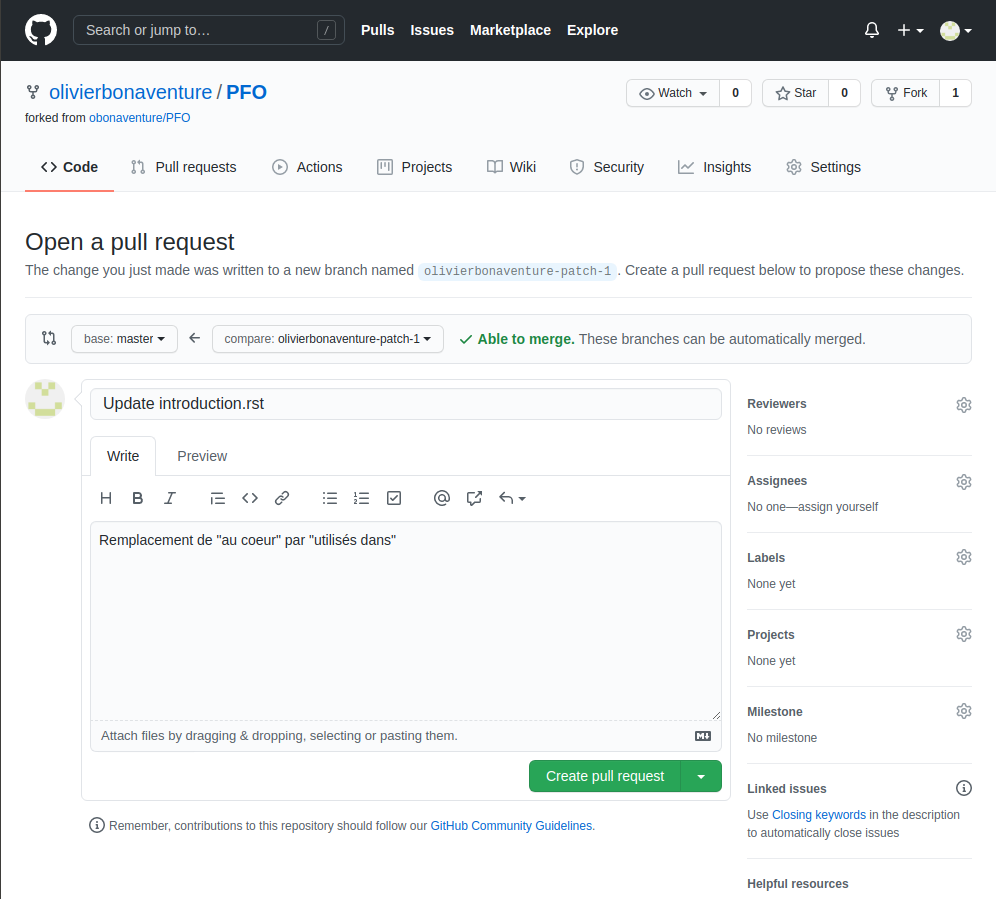 Search or jump to… /
Pulls Issues Marketplace Explore
olivierbonaventure / PFO
Watch 0 Star 0 Fork 1
forked from obonaventure/PFO
Code Pull requests Actions Projects Wiki Security Insights Settings
Open a pull request
The change you just made was written to a new branch named olivierbonaventure-patch-1 . Create a pull request below to propose these changes.
base: master compare: olivierbonaventure-patch-1 Able to merge. These branches can be automatically merged.
Update introduction.rst
Write Preview
H B I
Remplacement de "au coeur" par "utilisés dans"
Attach files by dragging & dropping, selecting or pasting them.
Create pull request
Remember, contributions to this repository should follow our GitHub Community Guidelines.
Reviewers
No reviews
Assignees
No one—assign yourself
Labels
None yet
Projects
None yet
Milestone
No milestone
Linked issues
Use Closing keywords in the description
to automatically close issues
Helpful resources